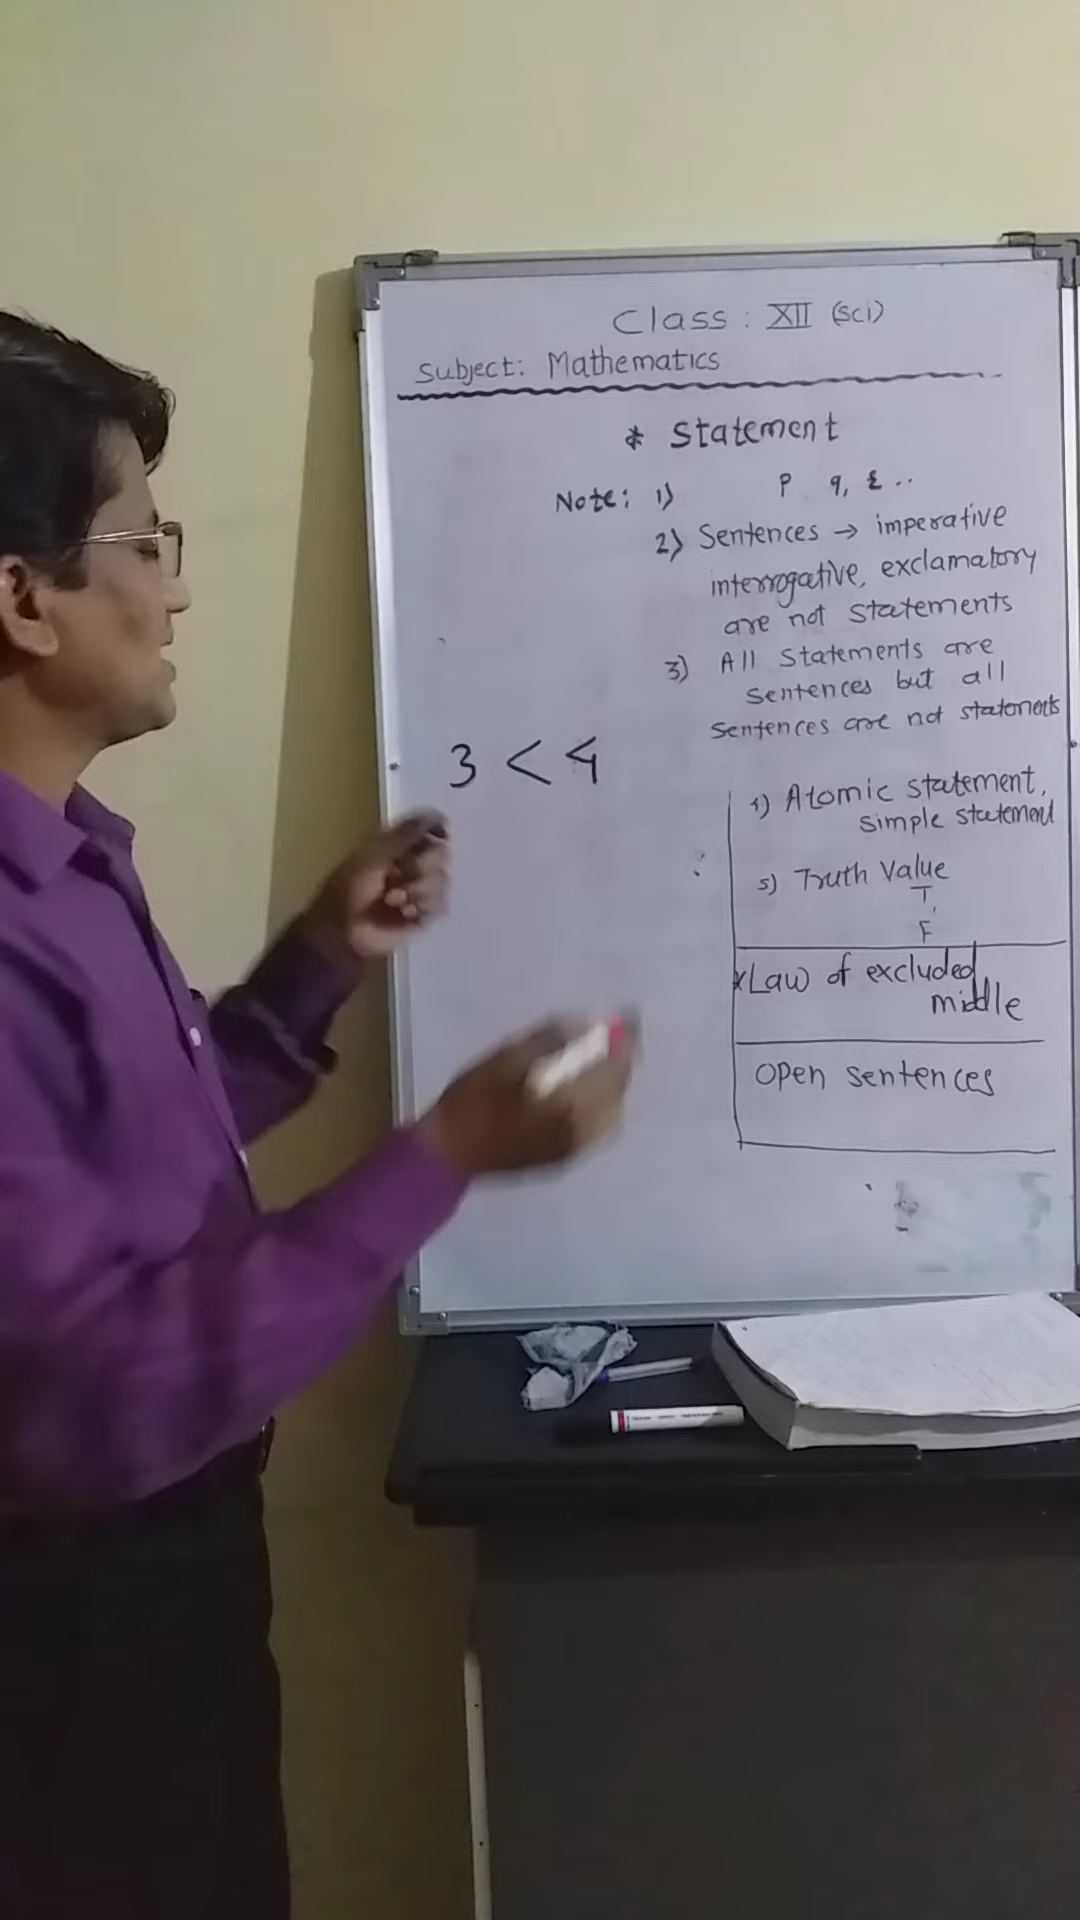 Class : XII (sci)
Subject: Mathematics
* Statement
Note: 1) p q, ..
2) Sentences → imperative
interrogative, exclamatory
are not statements
3) All statements are
sentences but all
sentences are not statements
3 < 4
4) Atomic statement,
simple statement
5) Truth Value
T,
F
* Law of excluded
middle
open sentences